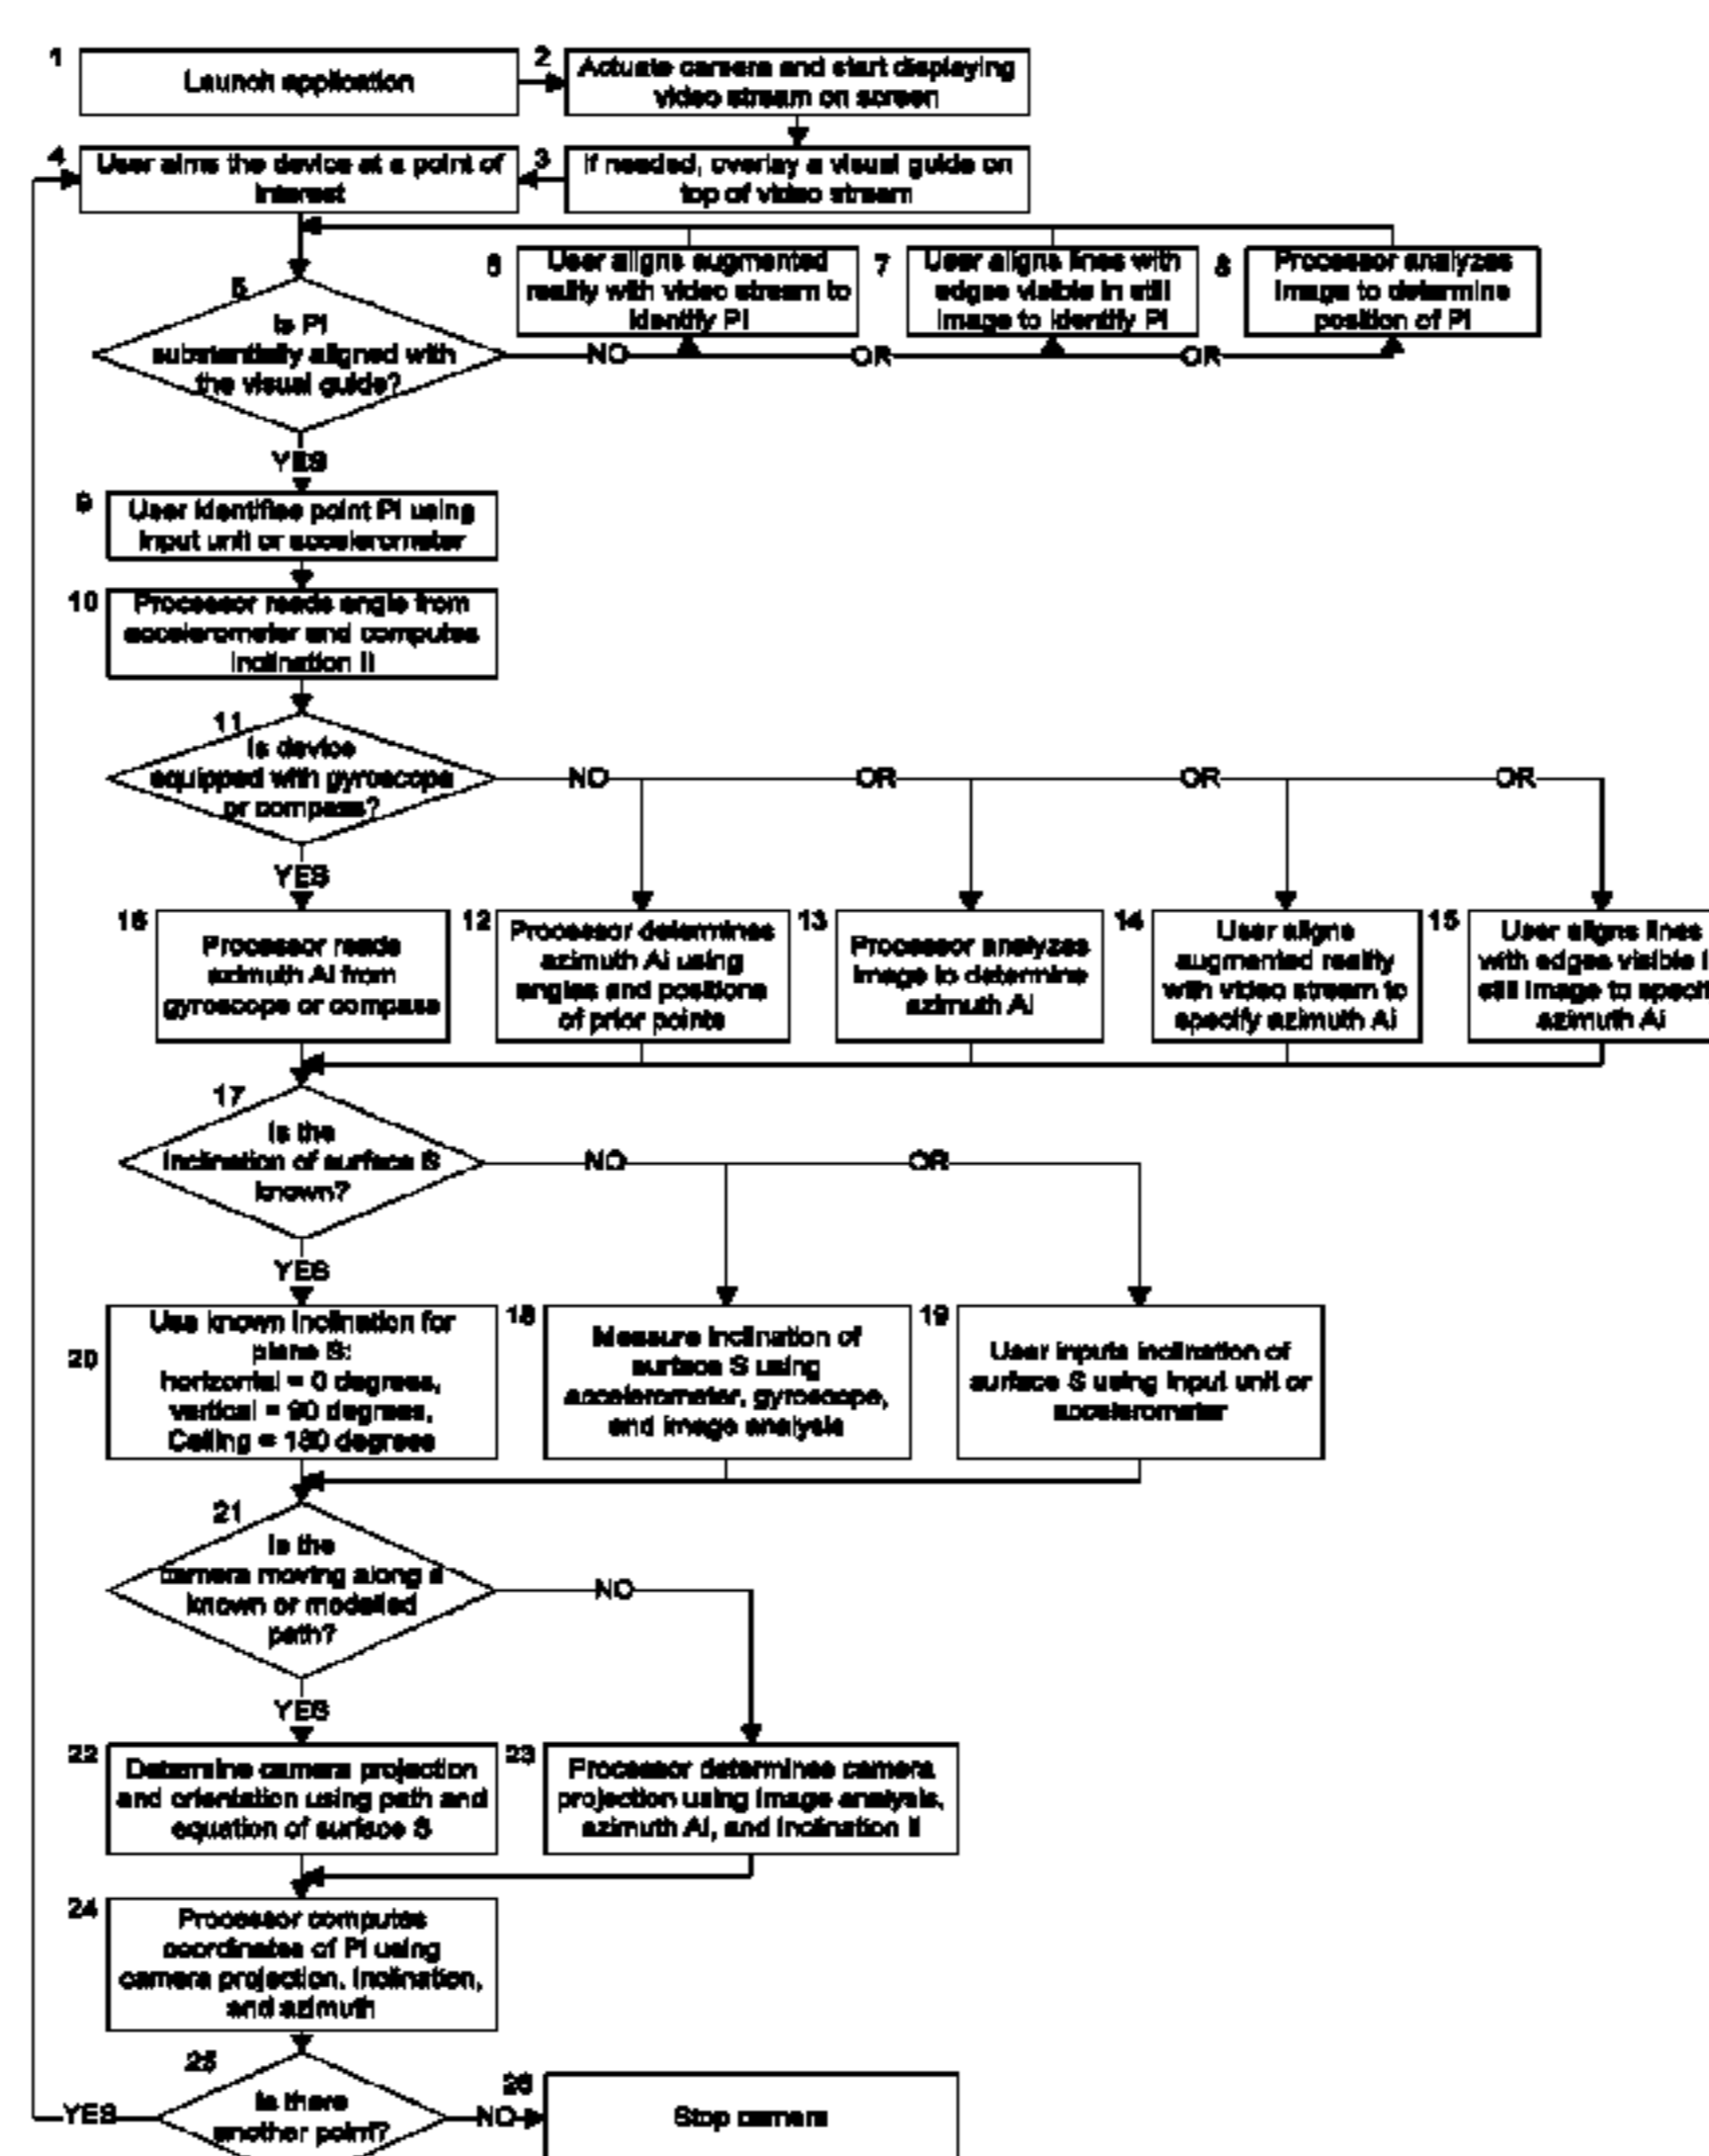 1
Launch application
2
Actuate camera and start displaying
video stream on screen
4
User aims the device at a point of
interest
3
If needed, overlay a visual guide on
top of video stream
5
Is Pi
substantially aligned with
the visual guide?
NO
OR
OR
6
User aligns augmented
reality with video stream to
identify Pi
7
User aligns lines with
edges visible in still
image to identify Pi
8
Processor analyzes
image to determine
position of Pi
YES
9
User identifies point Pi using
input unit or accelerometer
10
Processor reads angle from
accelerometer and computes
inclination Ii
11
Is device
equipped with gyroscope
or compass?
NO
OR
OR
OR
YES
16
Processor reads
azimuth Ai from
gyroscope or compass
12
Processor determines
azimuth Ai using
angles and positions
of prior points
13
Processor analyzes
image to determine
azimuth Ai
14
User aligns
augmented reality
with video stream to
specify azimuth Ai
15
User aligns lines
with edges visible i
still image to specif
azimuth Ai
17
Is the
inclination of surface S
known?
NO
OR
YES
20
Use known inclination for
plane S:
horizontal = 0 degrees,
vertical = 90 degrees,
Ceiling = 180 degrees
18
Measure inclination of
surface S using
accelerometer, gyroscope,
and image analysis
19
User inputs inclination of
surface S using input unit or
accelerometer
21
Is the
camera moving along a
known or modelled
path?
NO
YES
22
Determine camera projection
and orientation using path and
equation of surface S
23
Processor determines camera
projection using image analysis,
azimuth Ai, and inclination Ii
24
Processor computes
coordinates of Pi using
camera projection, inclination,
and azimuth
25
Is there
another point?
YES
NO
26
Stop camera